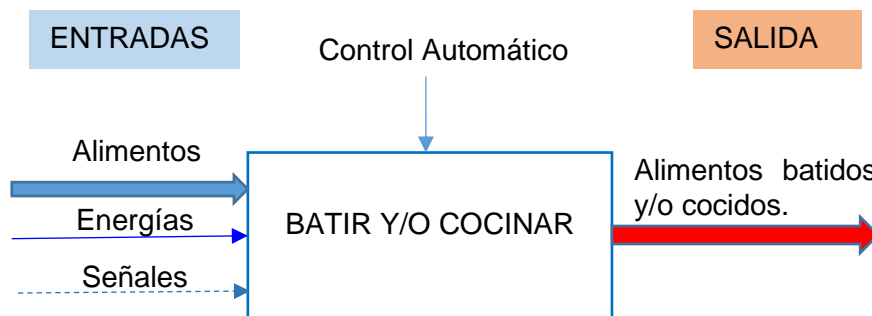 ENTRADAS
Control Automático
SALIDA
Alimentos
Energías
Señales
BATIR Y/O COCINAR
Alimentos batidos
y/o cocidos.